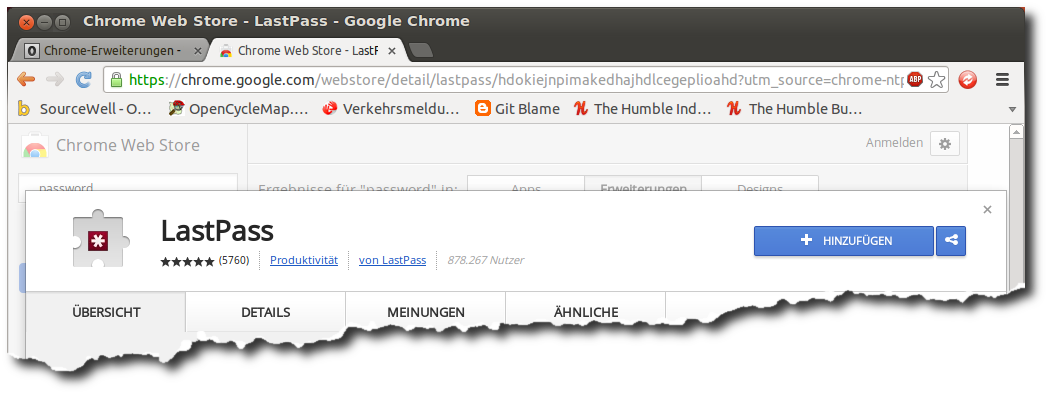 Chrome Web Store - LastPass - Google Chrome
Chrome-Erweiterungen -
Chrome Web Store - LastP
https://chrome.google.com/webstore/detail/lastpass/hdokiejnpimakedhajhdlcegeplioahd?utm_source=chrome-ntp
ABP
SourceWell - O... OpenCycleMap.... Verkehrsmeldu... Git Blame The Humble Ind... The Humble Bu...
Chrome Web Store
Anmelden
password
Ergebnisse für "password" in: Apps Erweiterungen Designs
LastPass
(5760) Produktivität von LastPass 878.267 Nutzer
HINZUFÜGEN
ÜBERSICHT DETAILS MEINUNGEN ÄHNLICHE